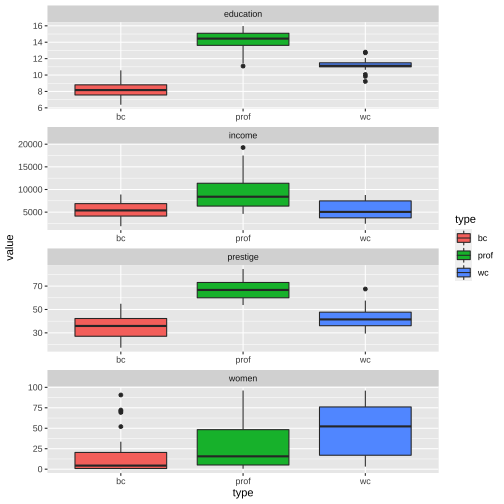 education
16
14
12
10
8
6
bc prof wc
income
20000
15000
10000
5000
bc prof wc
prestige
70
50
30
bc prof wc
women
100
75
50
25
0
bc prof wc
type
value
type
bc
prof
wc